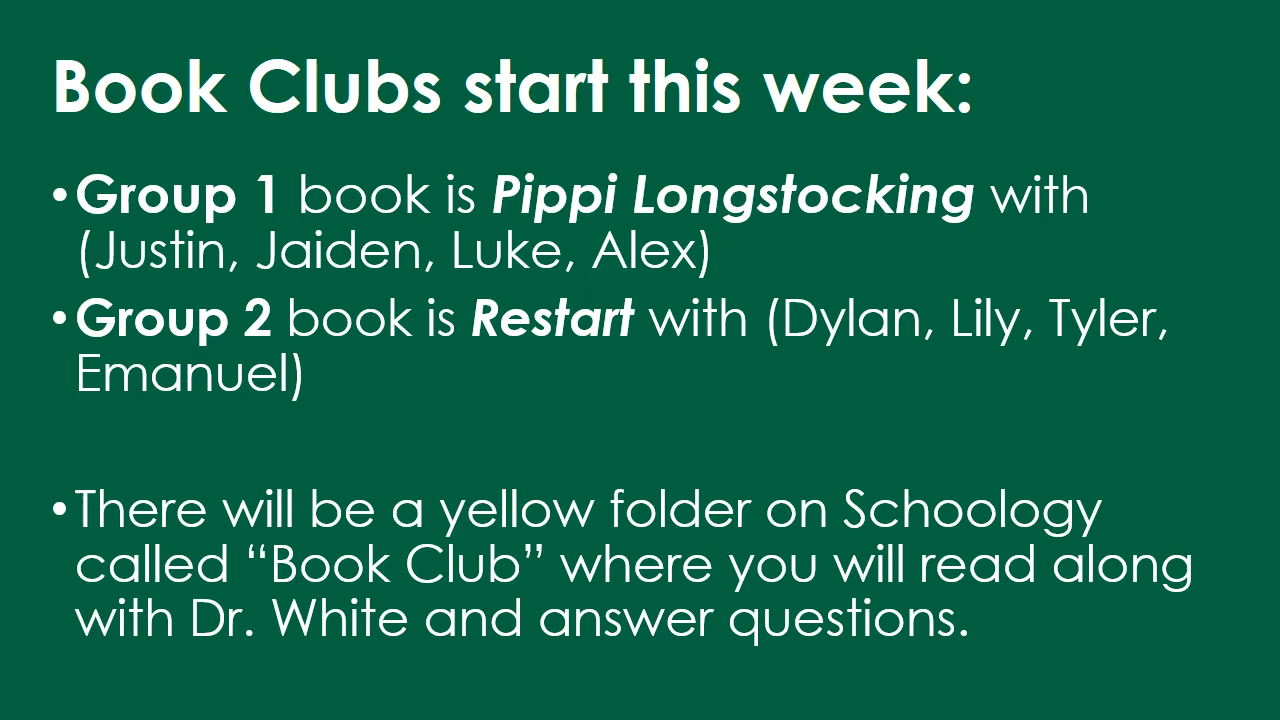 Book Clubs start this week:
•Group 1 book is Pippi Longstocking with
(Justin, Jaiden, Luke, Alex)
•Group 2 book is Restart with (Dylan, Lily, Tyler,
Emanuel)
•There will be a yellow folder on Schoology
called “Book Club” where you will read along
with Dr. White and answer questions.